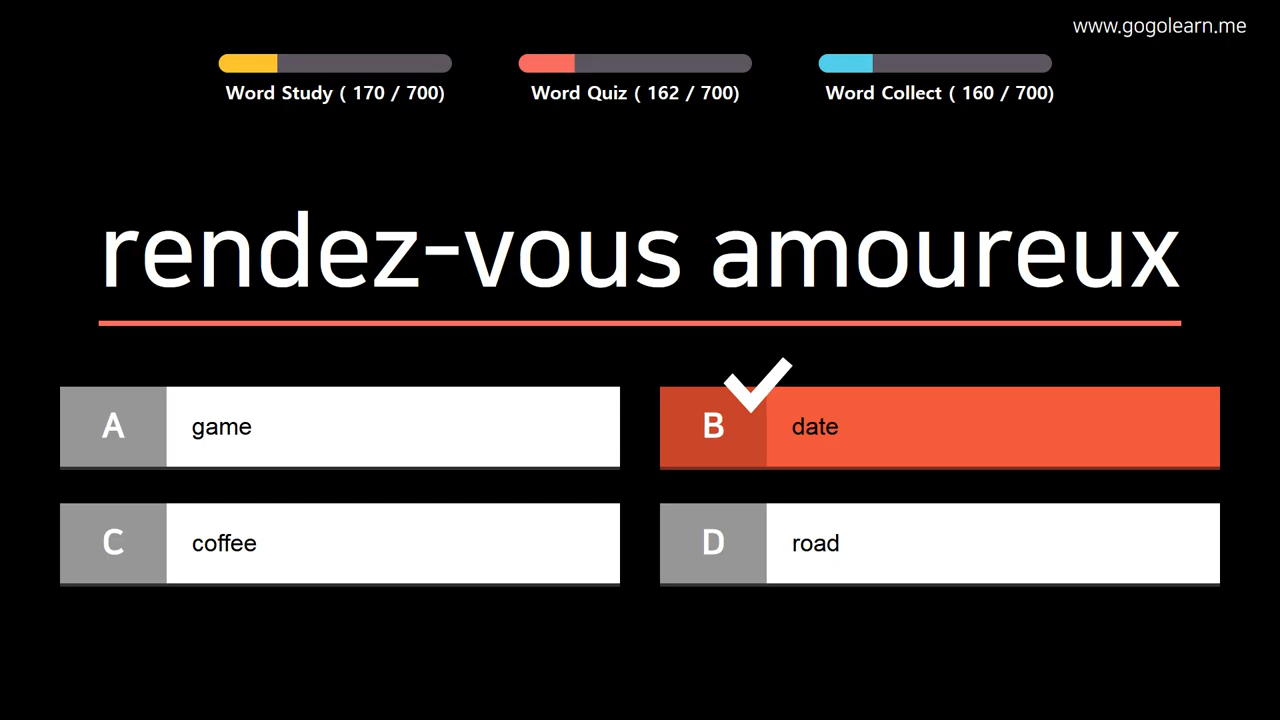 www.gogolearn.me
Word Study ( 170 / 700)
Word Quiz ( 162 / 700)
Word Collect ( 160 / 700)
rendez-vous amoureux
A game
B date
C coffee
D road